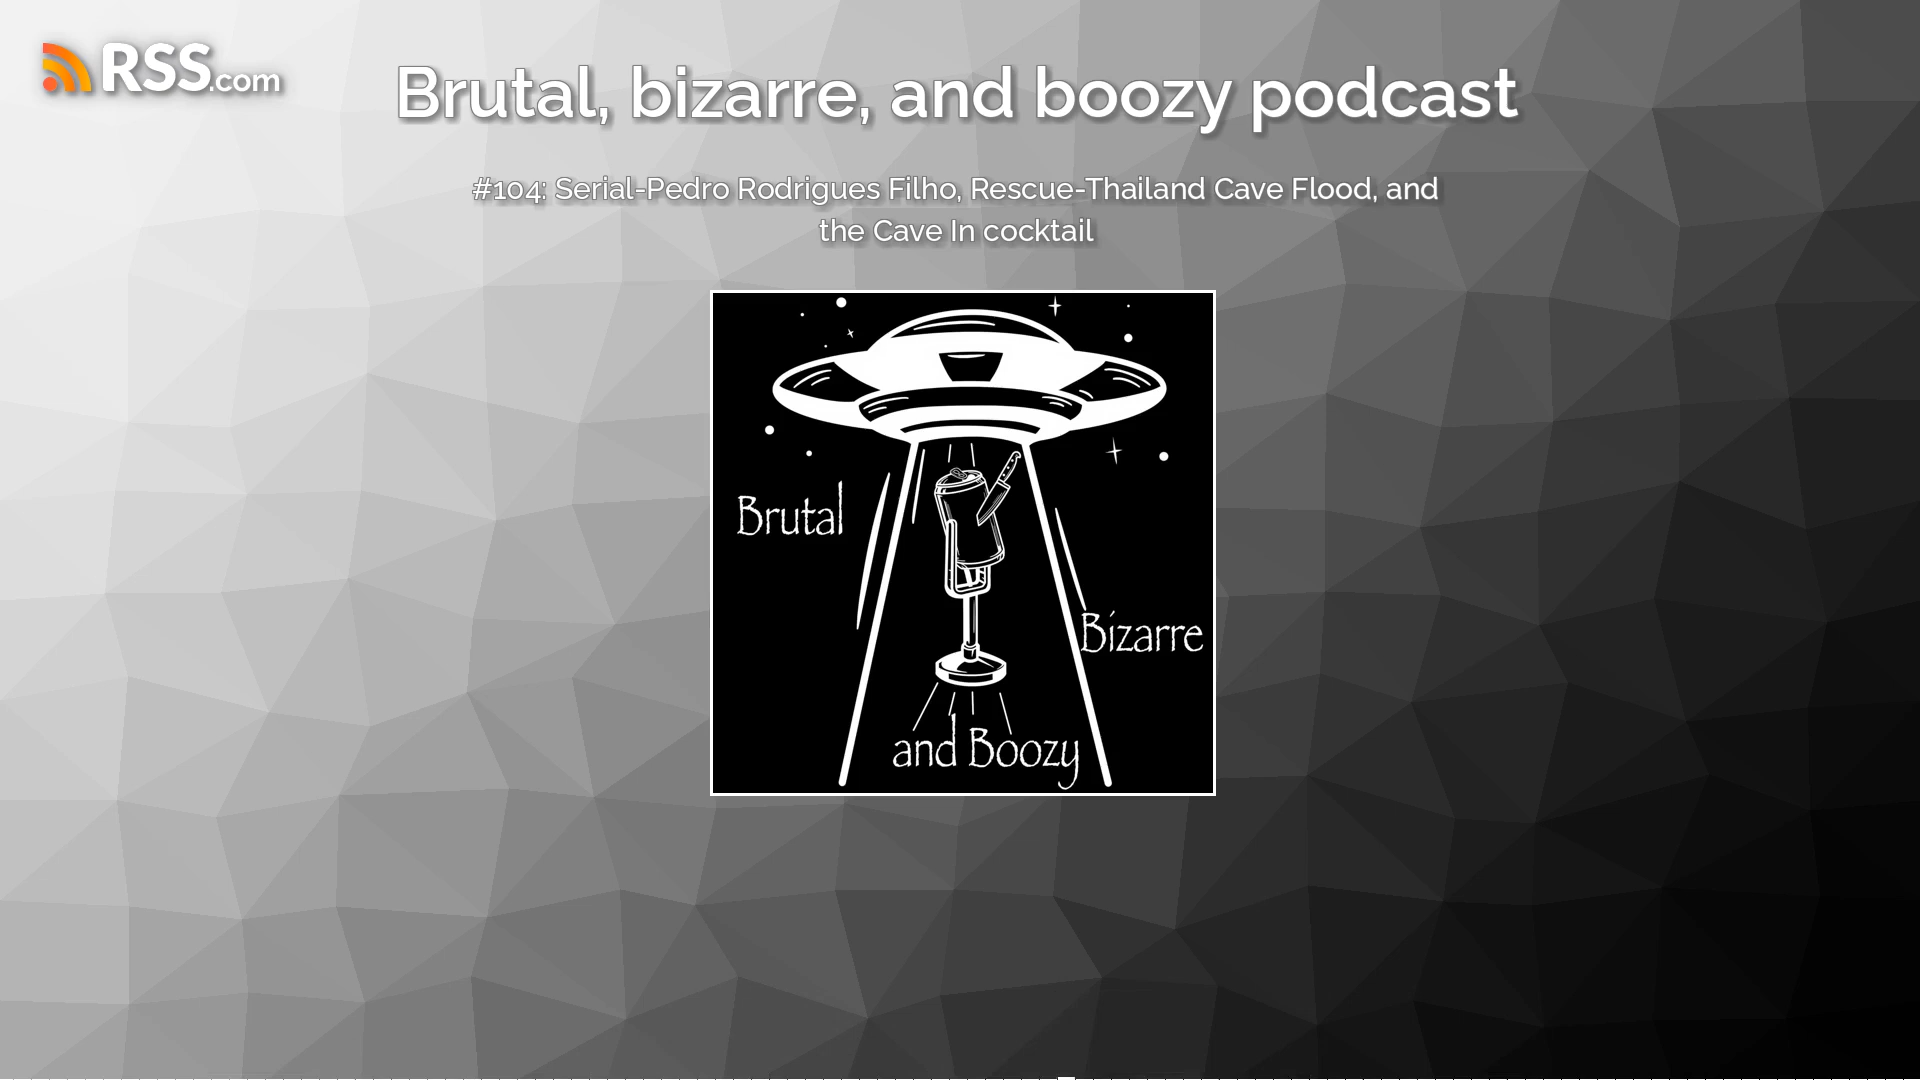 RSS.com
Brutal, bizarre, and boozy podcast
#104: Serial-Pedro Rodrigues Filho, Rescue-Thailand Cave Flood, and
the Cave In cocktail
Brutal
Bizarre
and Boozy